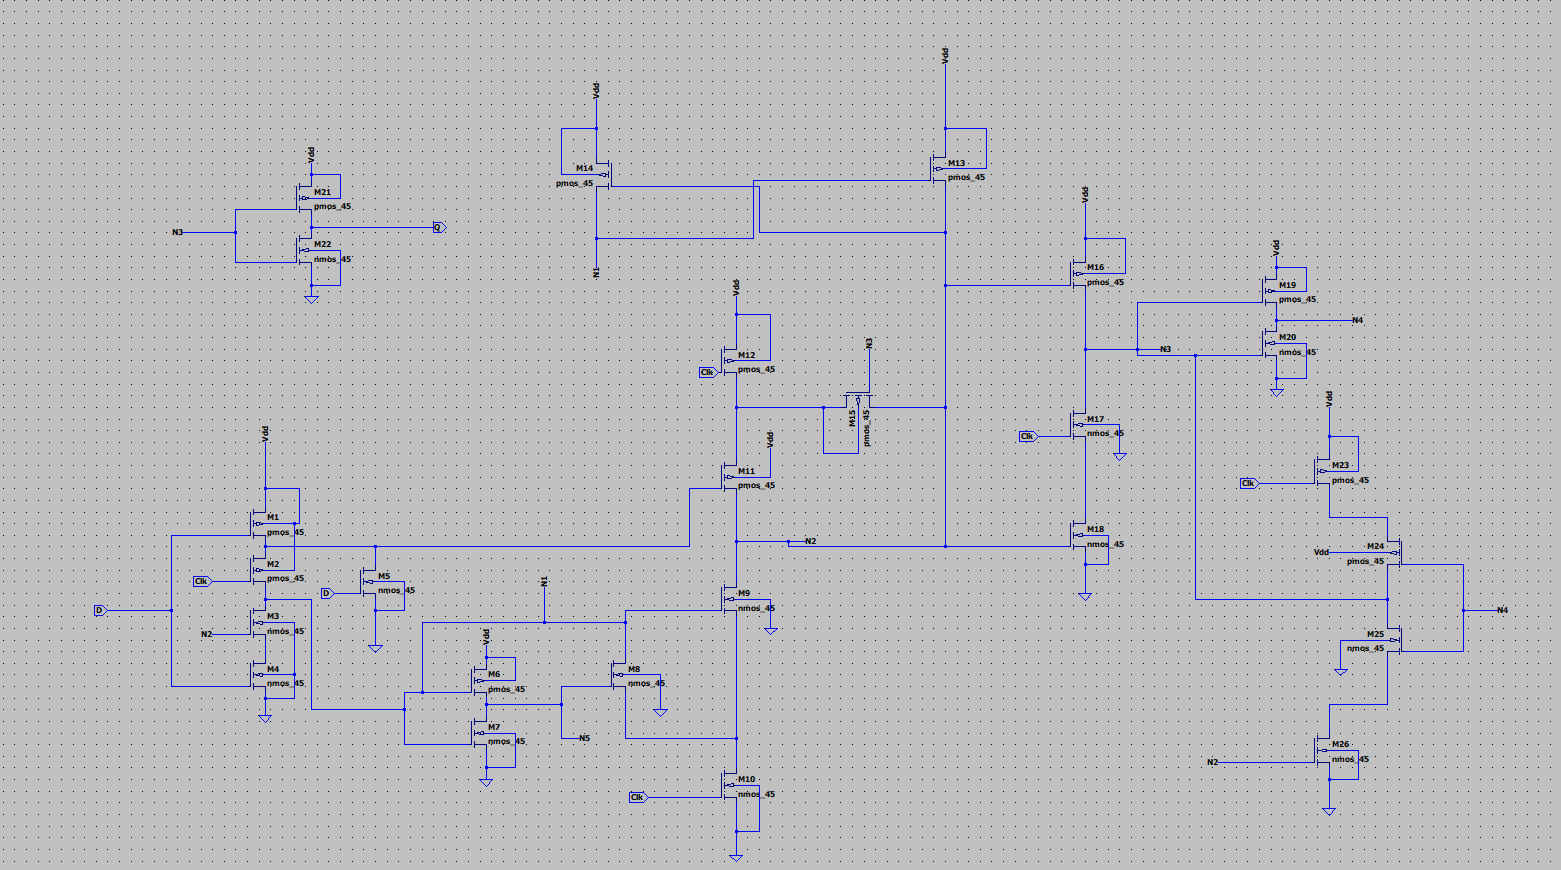 Vdd
Vdd
Vdd
M14
pmos_45
M13
pmos_45
M21
pmos_45
N3
Q
M22
nmos_45
N1
Vdd
Vdd
M16
pmos_45
M19
pmos_45
Vdd
N4
M20
nmos_45
N3
Vdd
M12
pmos_45
Clk
N3
M15
pmos_45
Vdd
Vdd
M17
nmos_45
Clk
M11
pmos_45
Vdd
M23
pmos_45
Clk
M1
pmos_45
M2
pmos_45
Clk
N2
M18
nmos_45
Vdd
M24
pmos_45
M5
nmos_45
D
N1
M9
nmos_45
D
M3
nmos_45
N2
N4
M25
nmos_45
Vdd
M4
nmos_45
M6
pmos_45
M8
nmos_45
M7
nmos_45
N5
M10
nmos_45
Clk
M26
nmos_45
N2